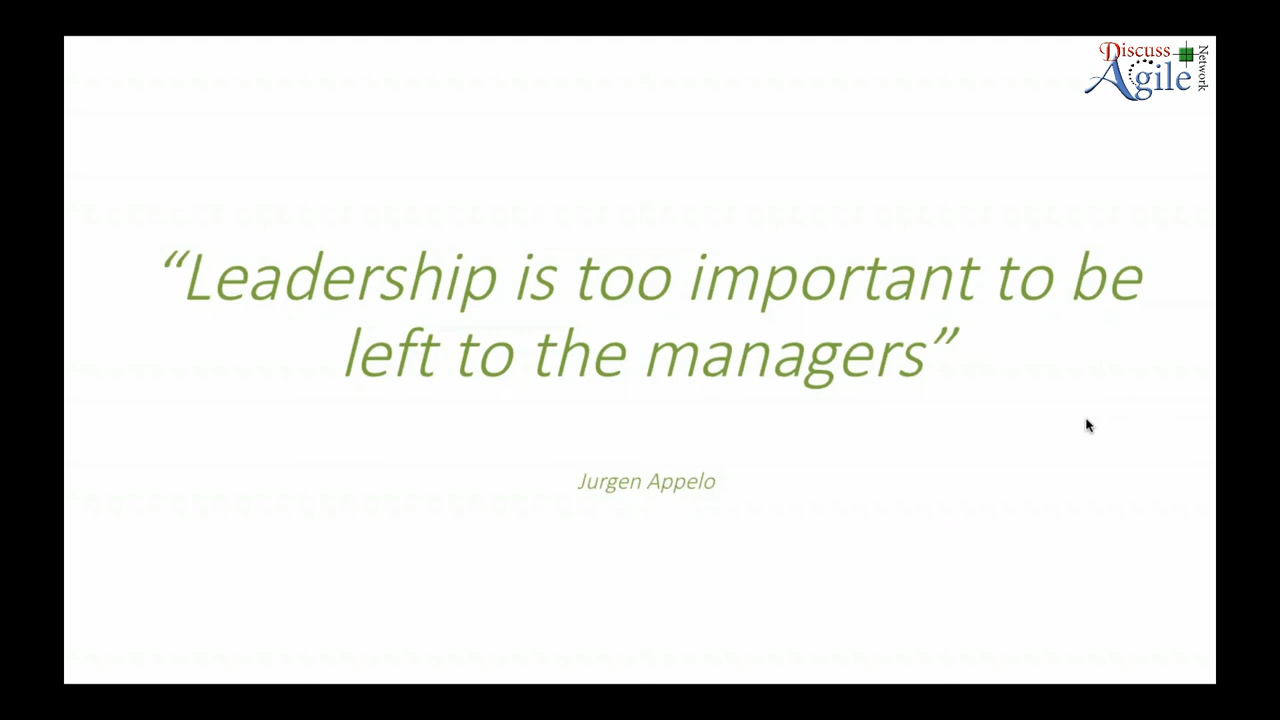 Discuss
Agile
Network
“Leadership is too important to be
left to the managers”
Jurgen Appelo